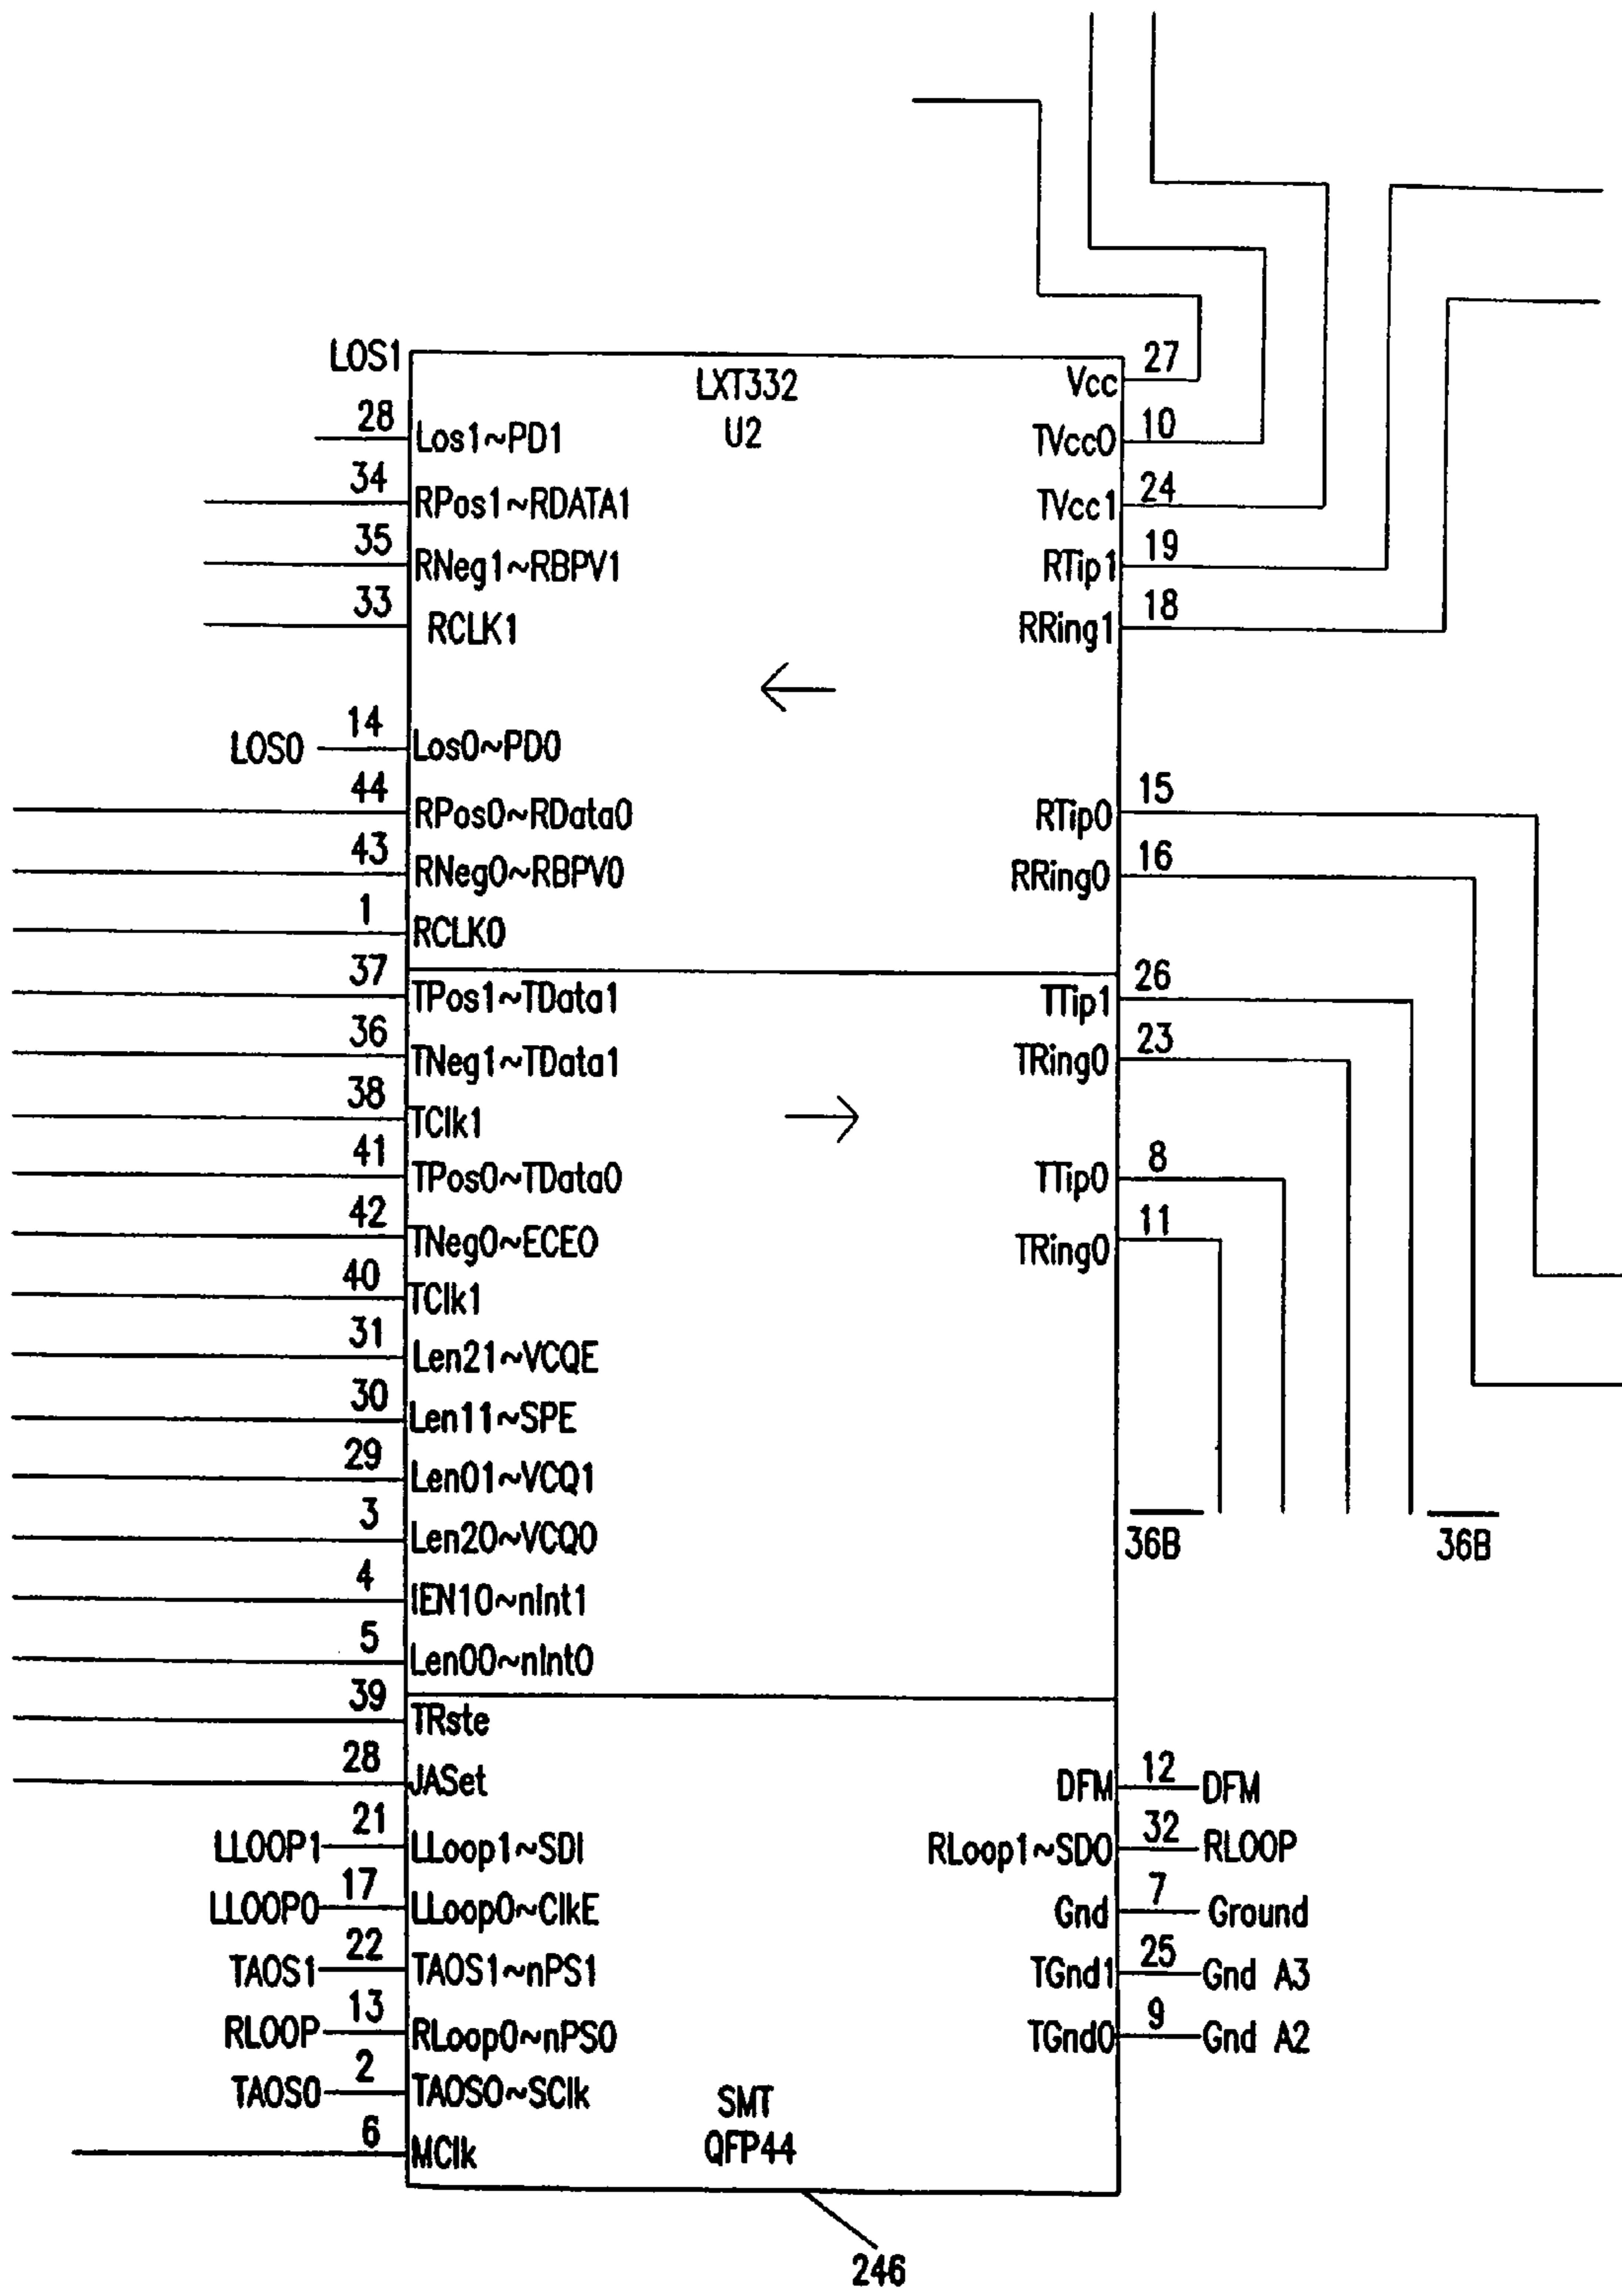 LOS1
LXT332
U2
27
Vcc
28
Los1~PD1
10
TVcc0
34
RPos1~RDATA1
24
TVcc1
35
RNeg1~RBPV1
19
RTip1
33
RCLK1
18
RRing1
14
LOS0
Los0~PD0
44
RPos0~RData0
15
RTip0
43
RNeg0~RBPV0
16
RRing0
1
RCLK0
37
TPos1~TData1
26
TTip1
36
TNeg1~TData1
23
TRing0
38
TClk1
41
TPos0~TData0
8
TTip0
42
TNeg0~ECE0
11
TRing0
40
TClk1
31
Len21~VCQE
30
Len11~SPE
29
Len01~VCQ1
3
Len20~VCQ0
36B
36B
4
lEN10~nInt1
5
Len00~nInt0
39
TRste
28
JASet
12
DFM
DFM
21
LLOOP1
LLoop1~SDI
32
RLoop1~SD0
RLOOP
17
LLOOP0
LLoop0~ClkE
7
Gnd
Ground
22
TAOS1
TAOS1~nPS1
25
TGnd1
Gnd A3
13
RLOOP
RLoop0~nPS0
9
TGnd0
Gnd A2
2
TAOS0
TAOS0~SClk
6
MClk
SMT
QFP44
246